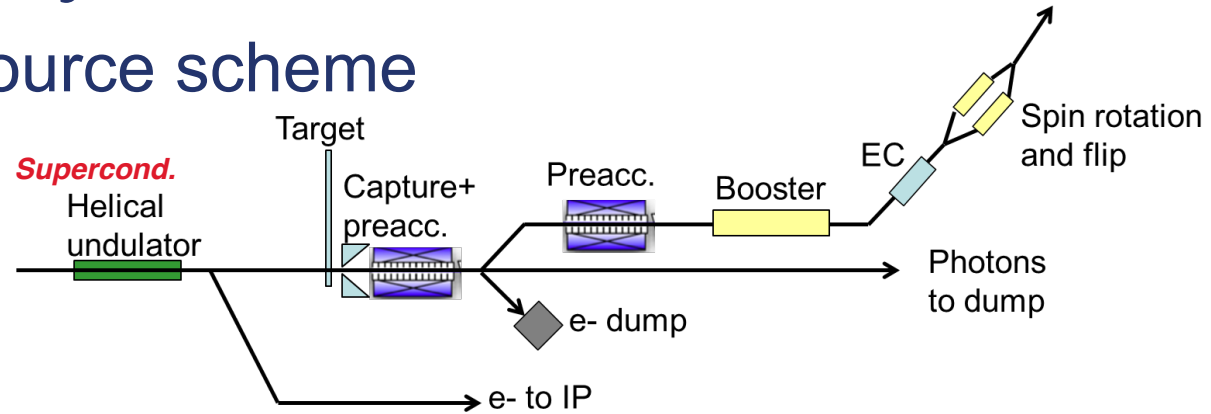 ource scheme
Target
Supercond.
Helical
undulator
Capture+
preacc.
Preacc.
Booster
EC
Spin rotation
and flip
Photons
to dump
e- dump
e- to IP